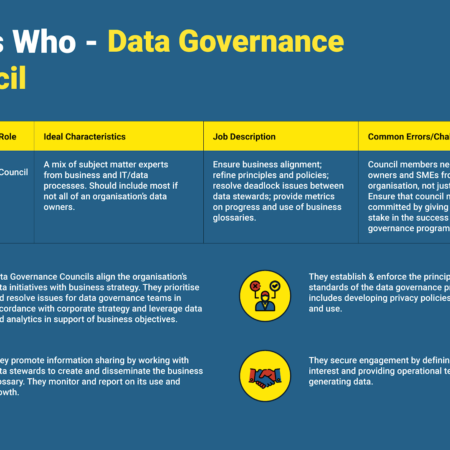 s Who - Data Governance
cil
Role
Ideal Characteristics
Job Description
Common Errors/Cha
Council
A mix of subject matter experts
from business and IT/data
processes. Should include most if
not all of an organisation's data
owners.
Ensure business alignment;
refine principles and policies;
resolve deadlock issues between
data stewards; provide metrics
on progress and use of business
glossaries.
Council members ne
owners and SMEs fro
organisation, not jus
Ensure that council m
committed by giving
stake in the success
governance program
ta Governance Councils align the organisation's
ta initiatives with business strategy. They prioritise
d resolve issues for data governance teams in
cordance with corporate strategy and leverage data
d analytics in support of business objectives.
They establish & enforce the princip
standards of the data governance p
includes developing privacy policies
and use.
ey promote information sharing by working with
ta stewards to create and disseminate the business
ossary. They monitor and report on its use and
owth.
They secure engagement by definin
interest and providing operational te
generating data.